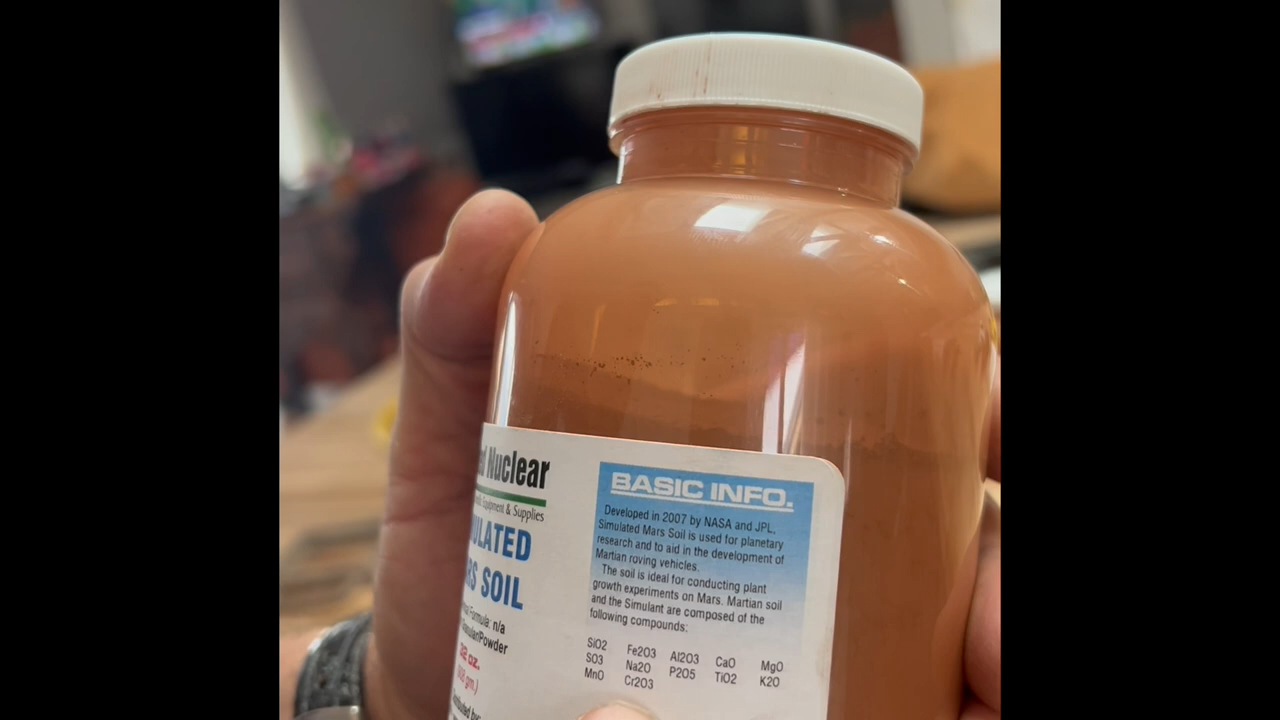 Nuclear
Equipment & Supplies
ULATED
SOIL
Formula: n/a
Powder
32 oz.
BASIC INFO.
Developed in 2007 by NASA and JPL,
Simulated Mars Soil is used for planetary
research and to aid in the development of
Martian roving vehicles.
The soil is ideal for conducting plant
growth experiments on Mars. Martian soil
and the Simulant are composed of the
following compounds:
SiO2 Fe2O3 Al2O3 CaO MgO
SO3 Na2O P2O5 TiO2 K2O
MnO Cr2O3